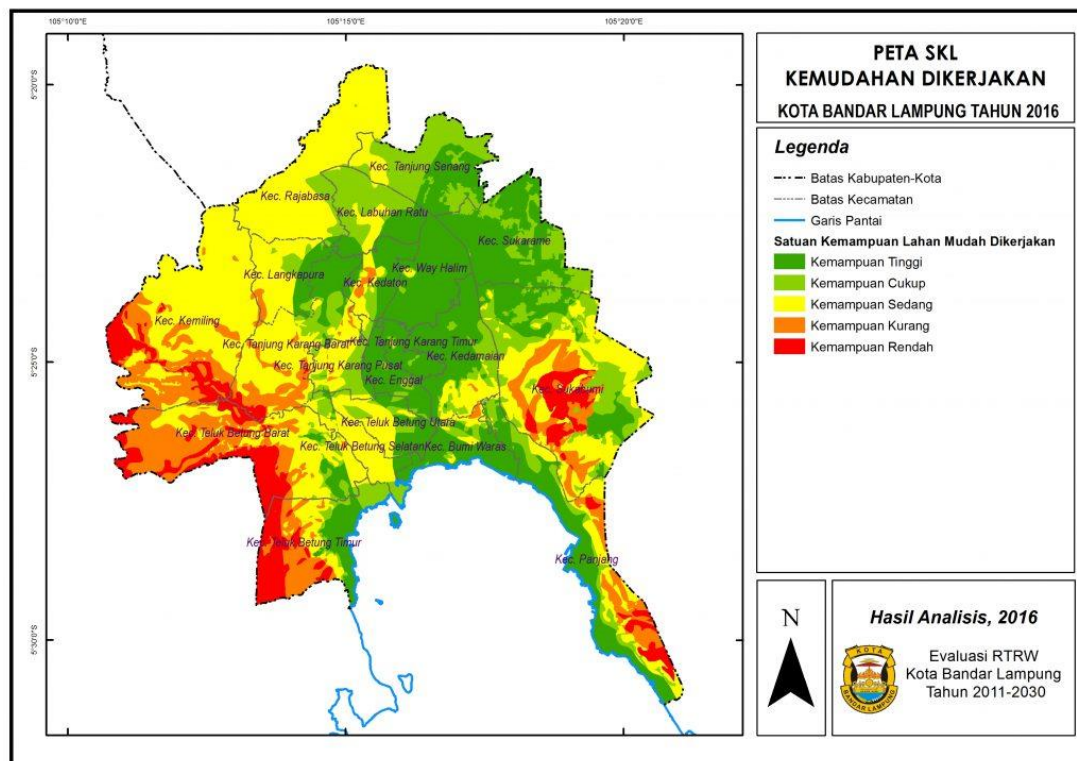 105°10'0"E
105°15'0"E
105°20'0"E
5°20'0"S
5°25'0"S
5°30'0"S
Kec. Tanjung Senang
Kec. Rajabasa
Kec. Labuhan Ratu
Kec. Sukarame
Kec. Langkapura
Kec. Way Halim
Kec. Kedaton
Kec. Kemiling
Kec. Tanjung Karang Barat
Kec. Tanjung Karang Timur
Kec. Kedamaian
Kec. Tanjung Karang Pusat
Kec. Enggal
Kec. Sukabumi
Kec. Teluk Betung Utara
Kec. Teluk Betung Barat
Kec. Teluk Betung Selatan
Kec. Bumi Waras
Kec. Teluk Betung Timur
Kec. Panjang
PETA SKL
KEMUDAHAN DIKERJAKAN
KOTA BANDAR LAMPUNG TAHUN 2016
Legenda
Batas Kabupaten-Kota
Batas Kecamatan
Garis Pantai
Satuan Kemampuan Lahan Mudah Dikerjakan
Kemampuan Tinggi
Kemampuan Cukup
Kemampuan Sedang
Kemampuan Kurang
Kemampuan Rendah
N
Hasil Analisis, 2016
KOTA
BANDAR LAMPUNG
Evaluasi RTRW
Kota Bandar Lampung
Tahun 2011-2030